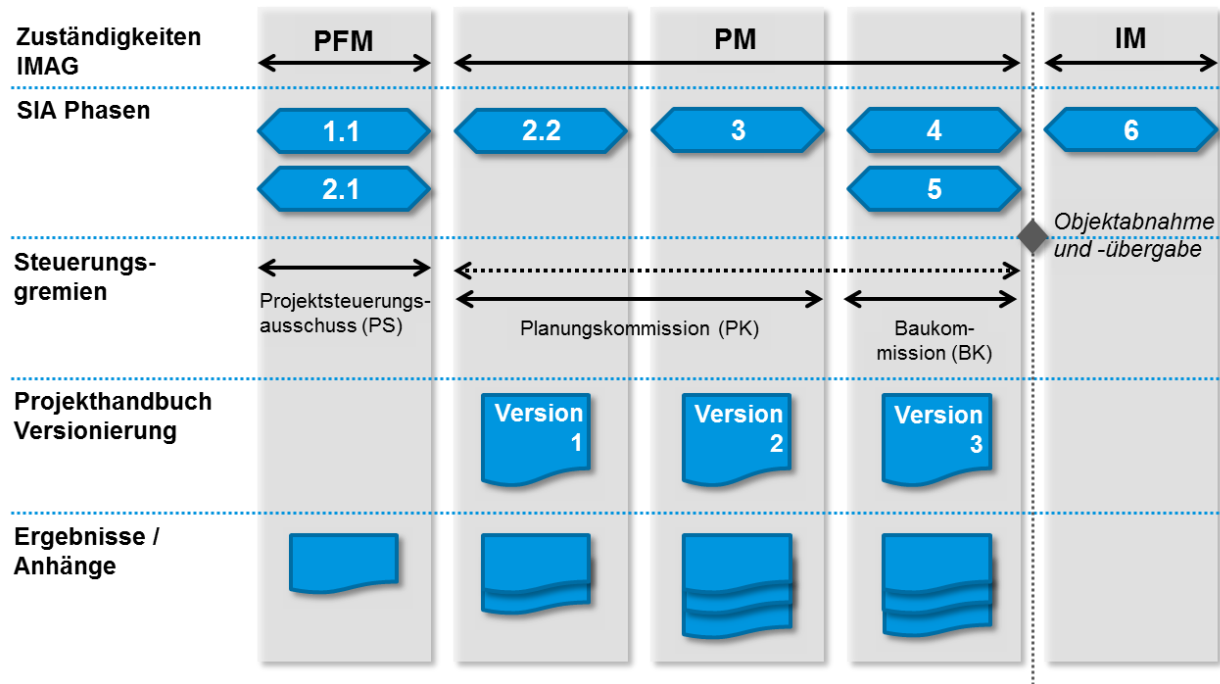 Zuständigkeiten
IMAG
PFM
PM
IM
SIA Phasen
1.1
2.2
3
4
6
2.1
5
Objektabnahme
und -übergabe
Steuerungs-
gremien
Projektsteuerungs-
ausschuss (PS)
Planungskommission (PK)
Baukom-
mission (BK)
Projekthandbuch
Versionierung
Version
1
Version
2
Version
3
Ergebnisse /
Anhänge